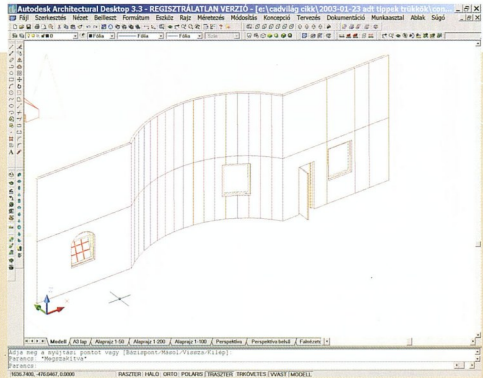 Autodesk Architectural Desktop 3.3 - REGISZTRÁLATLAN VERZIÓ - [e:\cadvilág cikk\2003-01-23 adt tippek trükkök\con...
Fájl Szerkesztés Nézet Beilleszt Formátum Eszköz Rajz Méretezés Módosítás Koncepció Tervezés Dokumentáció Munkaasztal Ablak Súgó
Fólia Fólia Fólia
Modell A3 lap Alaprajz 1-50 Alaprajz 1-200 Alaprajz 1-100 Perspektíva Perspektíva belső
Adja meg a nyújtási pontot vagy [Bázispont/Másol/Vissza/Kilép]:
Parancs: *Megszakítva*
Parancs:
RASZTER HÁLÓ ORTO POLÁRIS TRASZTER TRKÖVETÉS VVAST MODELL